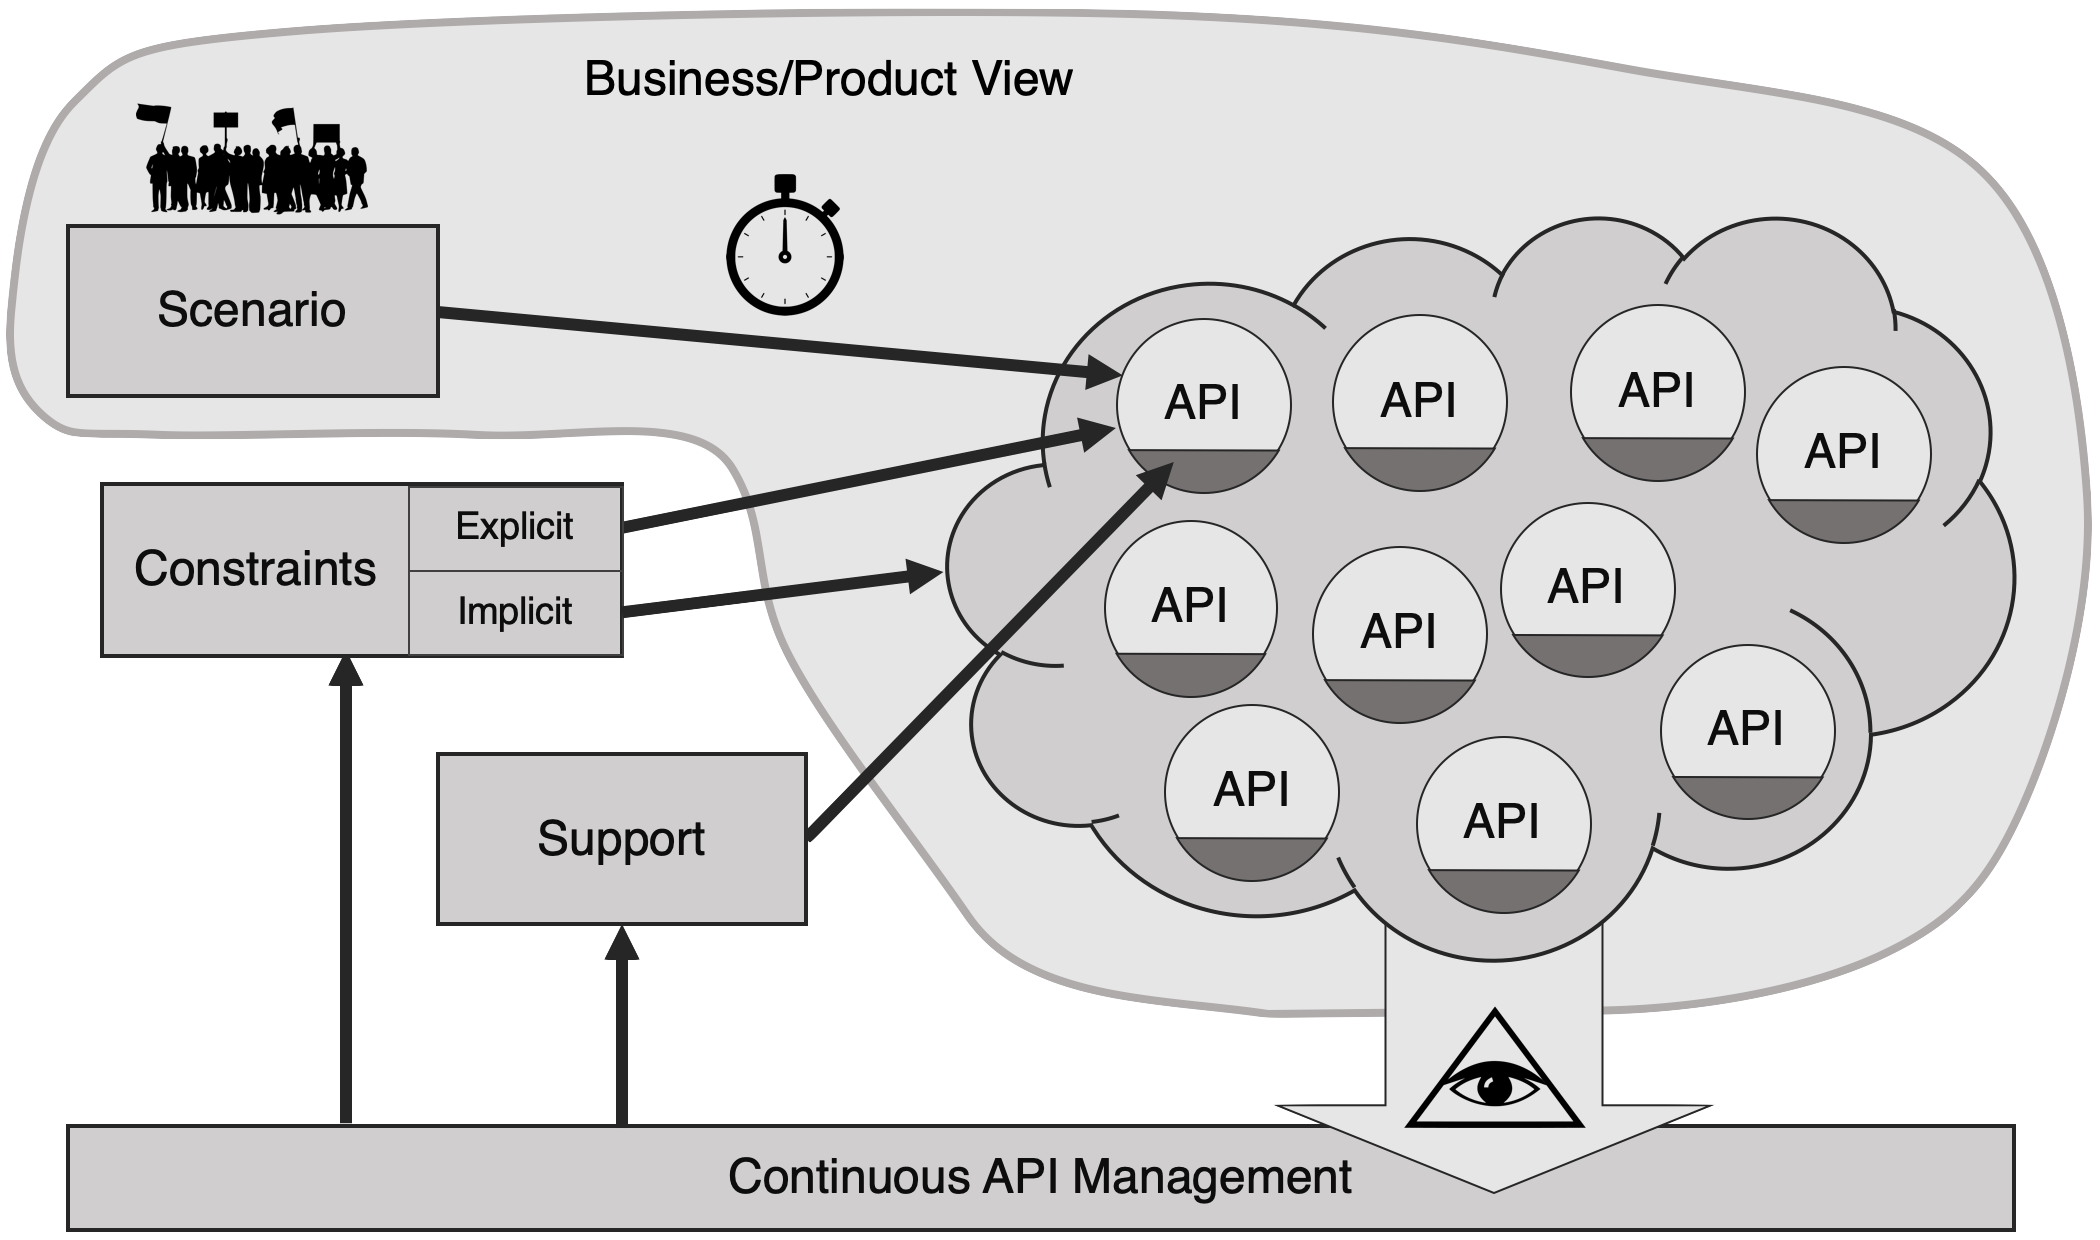 Business/Product View
Scenario
API
API
API
API
Constraints
Explicit
Implicit
API
API
API
API
Support
API
API
Continuous API Management